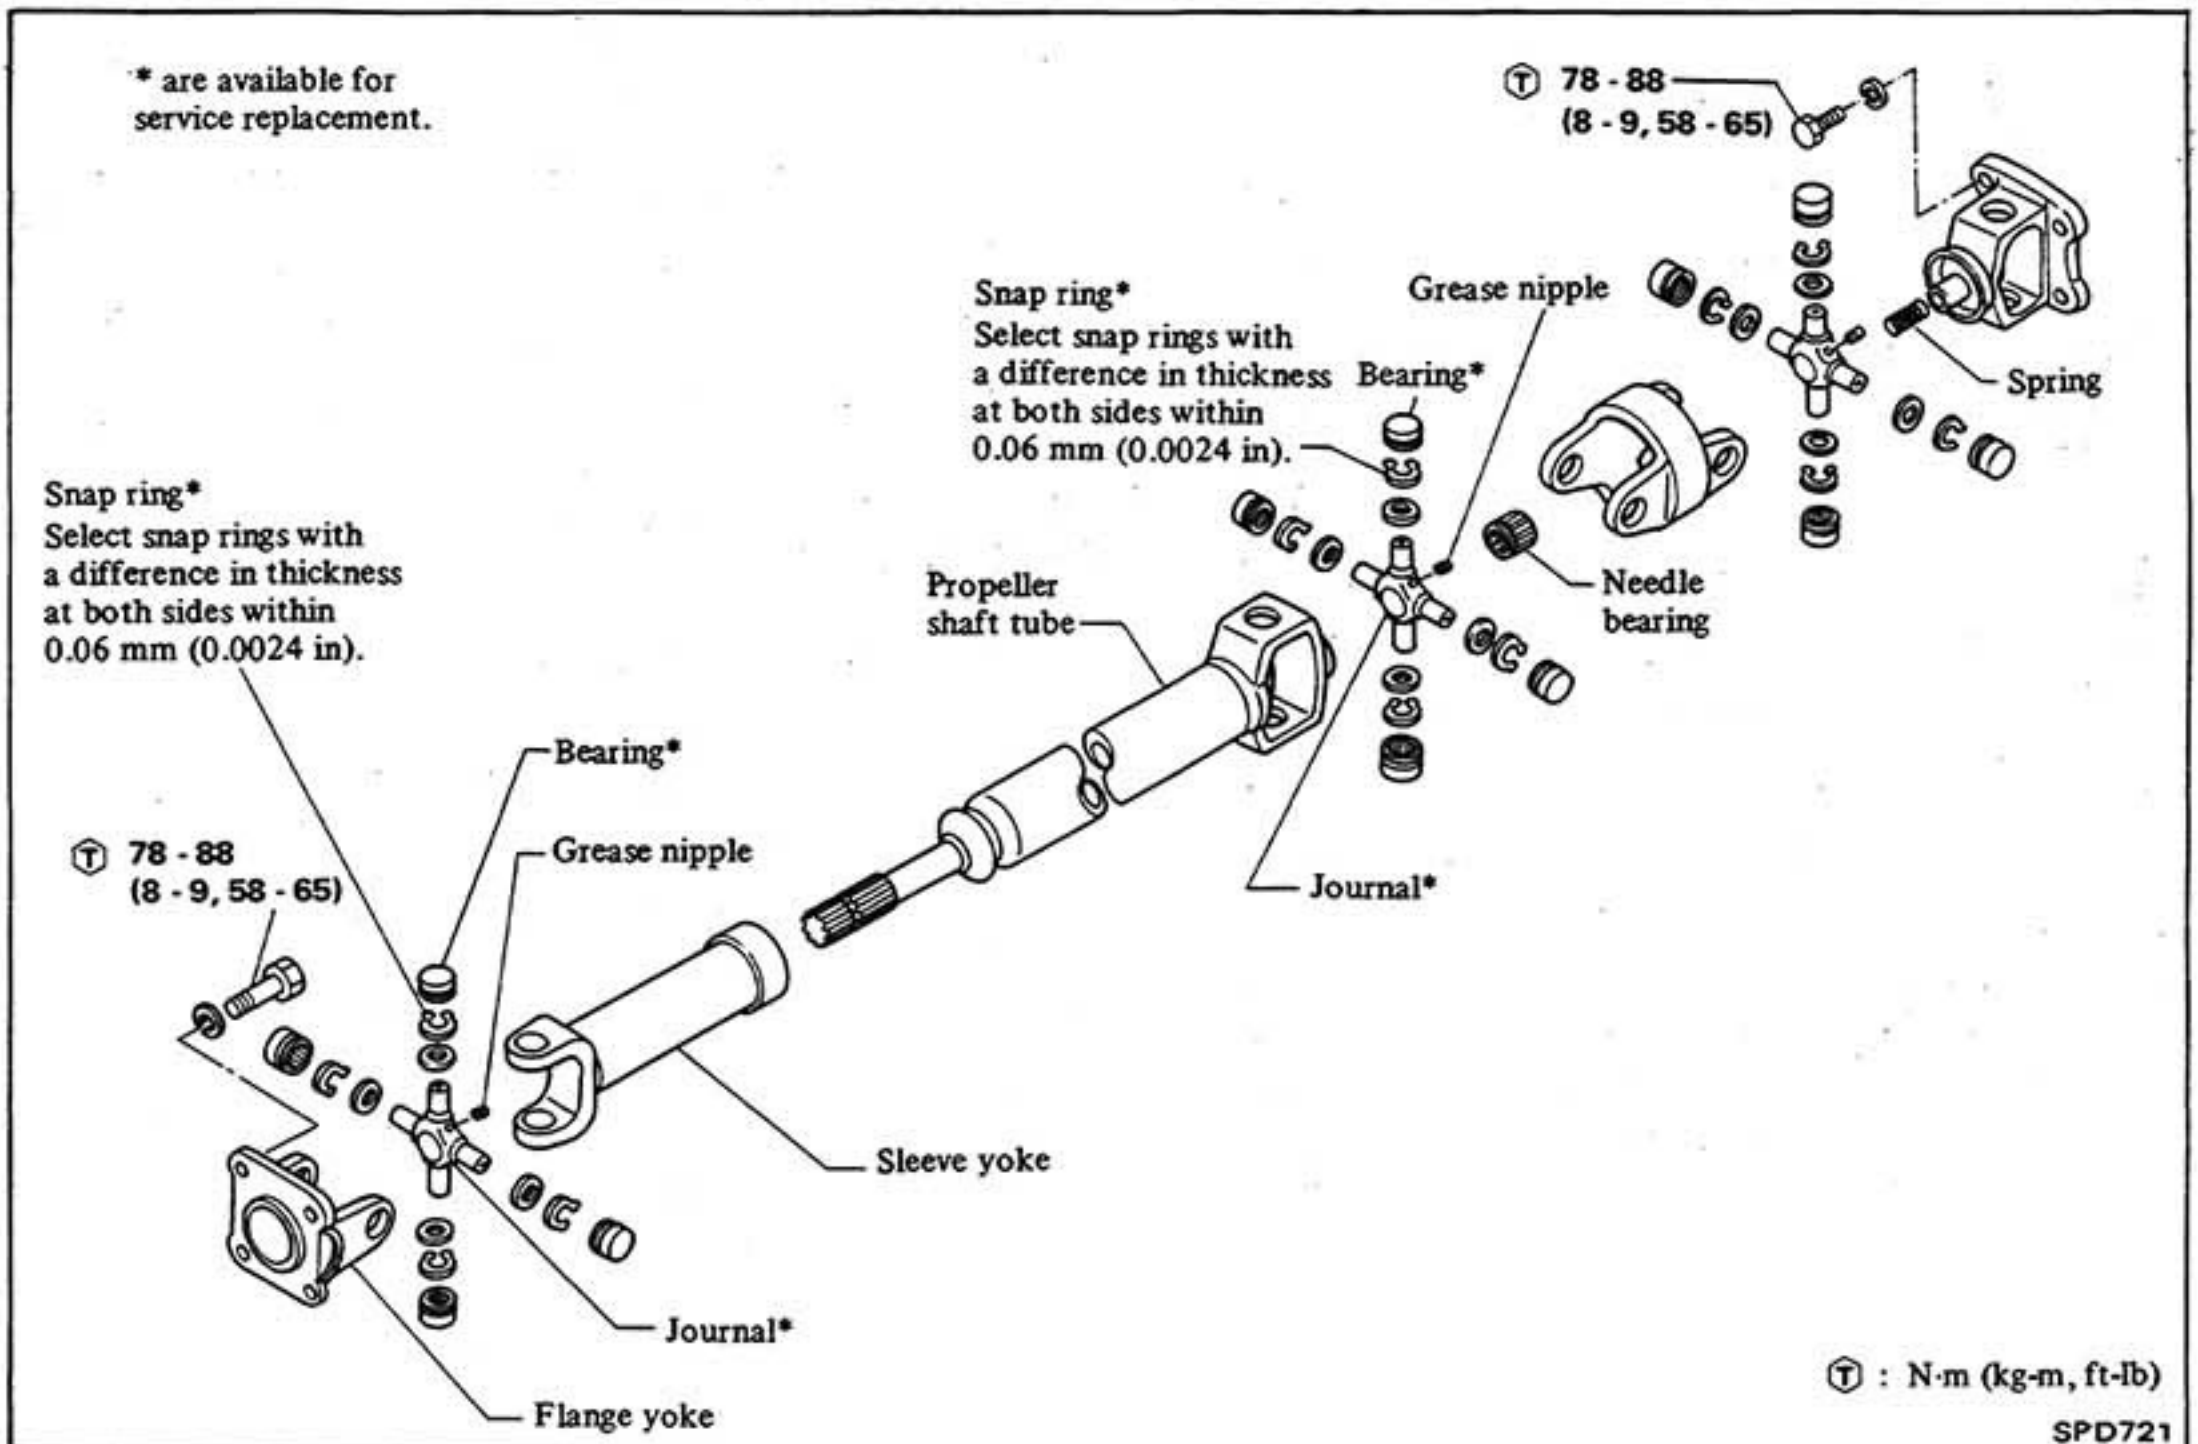 * are available for
service replacement.
Ⓣ 78 - 88
(8 - 9, 58 - 65)
Snap ring*
Select snap rings with
a difference in thickness
at both sides within
0.06 mm (0.0024 in).
Grease nipple
Bearing*
Spring
Snap ring*
Select snap rings with
a difference in thickness
at both sides within
0.06 mm (0.0024 in).
Propeller
shaft tube
Needle
bearing
Bearing*
Ⓣ 78 - 88
(8 - 9, 58 - 65)
Grease nipple
Journal*
Sleeve yoke
Journal*
Flange yoke
Ⓣ : N·m (kg-m, ft-lb)
SPD721